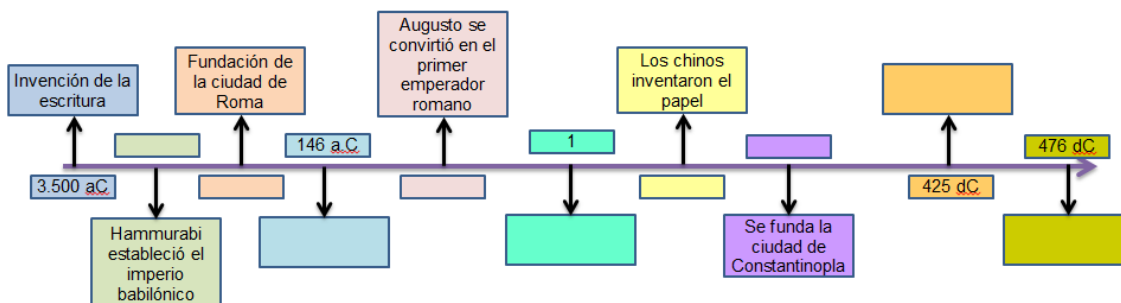 Invención de la
escritura
Fundación de
la ciudad de
Roma
Augusto se
convirtió en el
primer
emperador
romano
Los chinos
inventaron el
papel
146 a.C
1
476 dC
3.500 aC
425 dC
Hammurabi
estableció el
imperio
babilónico
Se funda la
ciudad de
Constantinopla